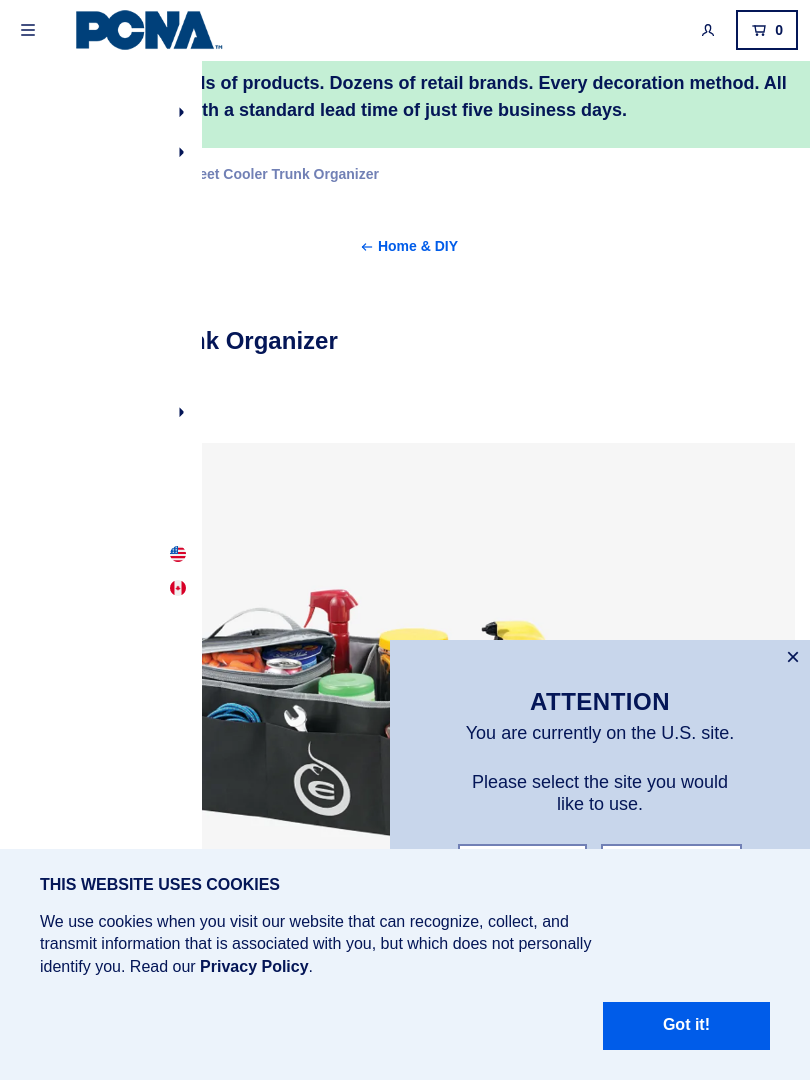 PCNA™
0
ls of products. Dozens of retail brands. Every decoration method. All
th a standard lead time of just five business days.
eet Cooler Trunk Organizer
← Home & DIY
nk Organizer
ATTENTION
You are currently on the U.S. site.
Please select the site you would
like to use.
THIS WEBSITE USES COOKIES
We use cookies when you visit our website that can recognize, collect, and
transmit information that is associated with you, but which does not personally
identify you. Read our Privacy Policy.
Got it!